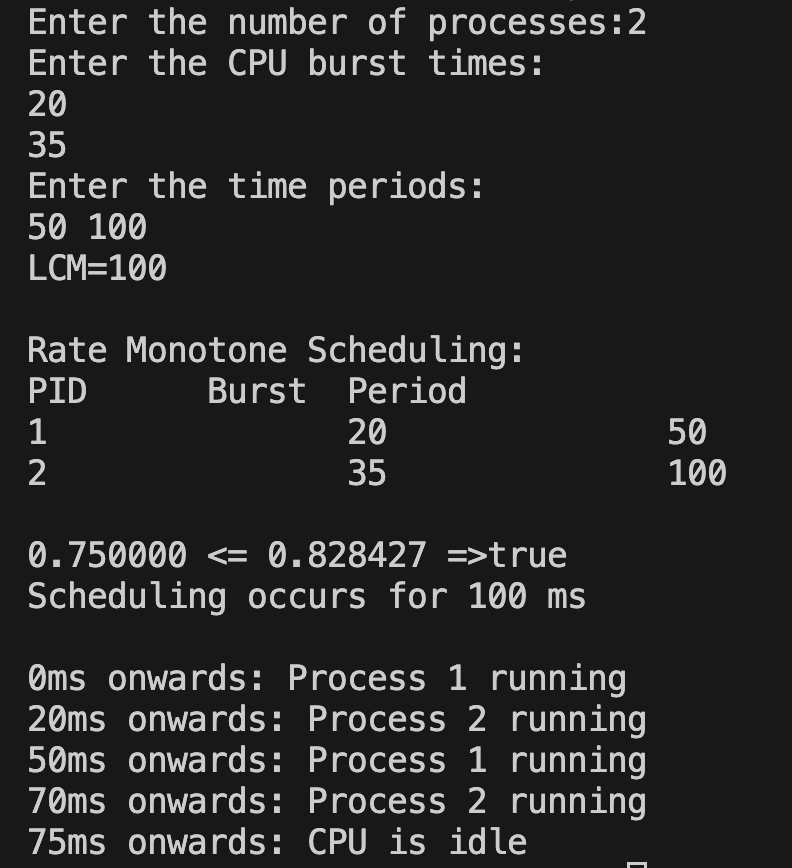 Enter the number of processes:2
Enter the CPU burst times:
20
35
Enter the time periods:
50 100
LCM=100
Rate Monotone Scheduling:
PID Burst Period
1 20 50
2 35 100
0.750000 <= 0.828427 =>true
Scheduling occurs for 100 ms
0ms onwards: Process 1 running
20ms onwards: Process 2 running
50ms onwards: Process 1 running
70ms onwards: Process 2 running
75ms onwards: CPU is idle